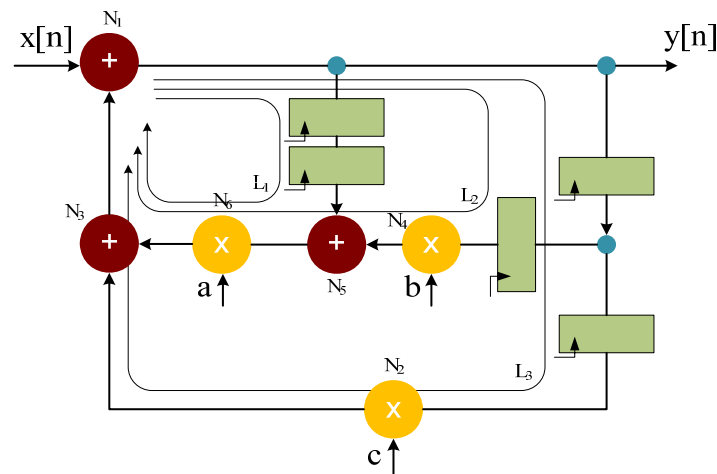 N1
x[n]
+
y[n]
L1
L2
N6
N3
N4
+
x
+
x
a
N5
b
N2
L3
x
c